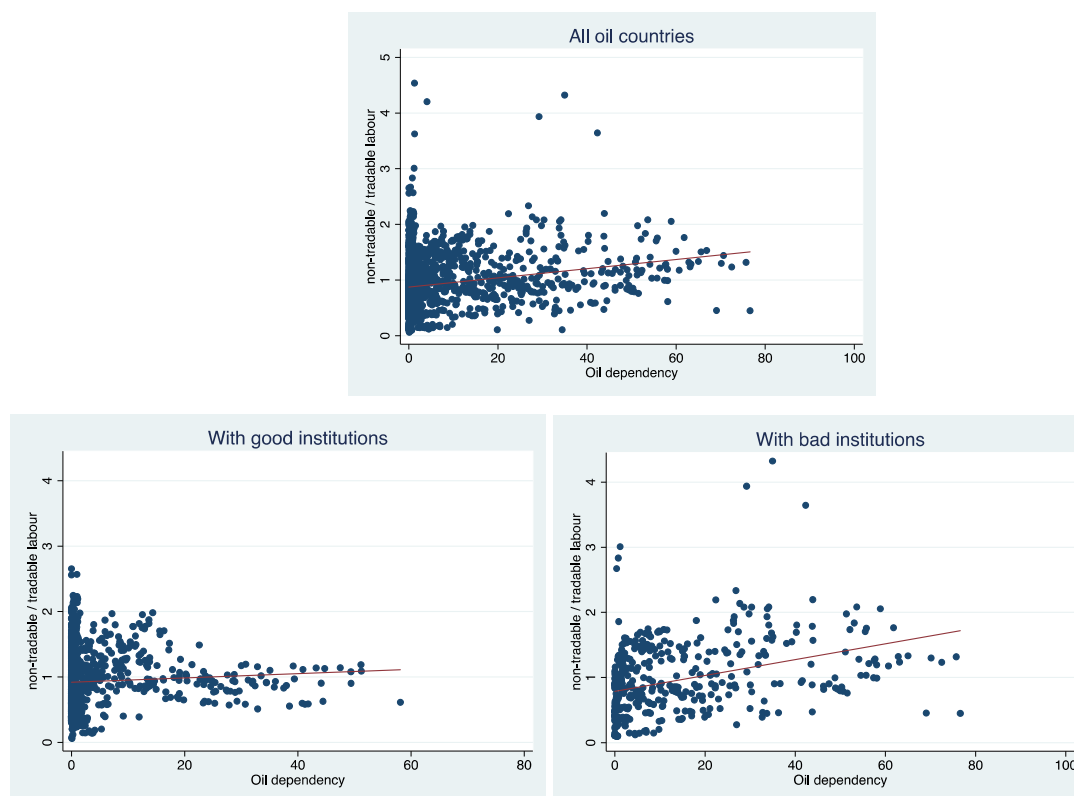 All oil countries
non-tradable / tradable labour
5
4
3
2
1
0
0 20 40 60 80 100
Oil dependency
With good institutions
non-tradable / tradable labour
4
3
2
1
0
0 20 40 60 80
Oil dependency
With bad institutions
non-tradable / tradable labour
4
3
2
1
0
0 20 40 60 80 100
Oil dependency